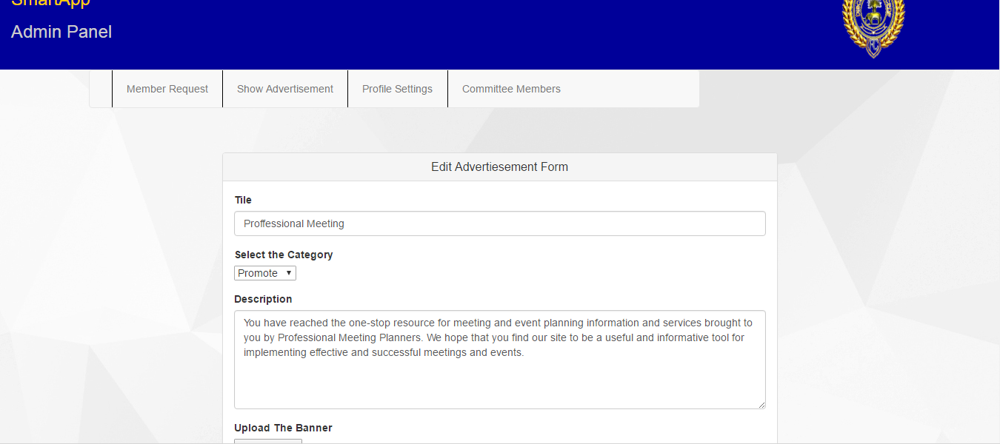 SmartApp
Admin Panel
Member Request
Show Advertisement
Profile Settings
Committee Members
Edit Advertiesement Form
Tile
Proffessional Meeting
Select the Category
Promote
Description
You have reached the one-stop resource for meeting and event planning information and services brought to
you by Professional Meeting Planners. We hope that you find our site to be a useful and informative tool for
implementing effective and successful meetings and events.
Upload The Banner